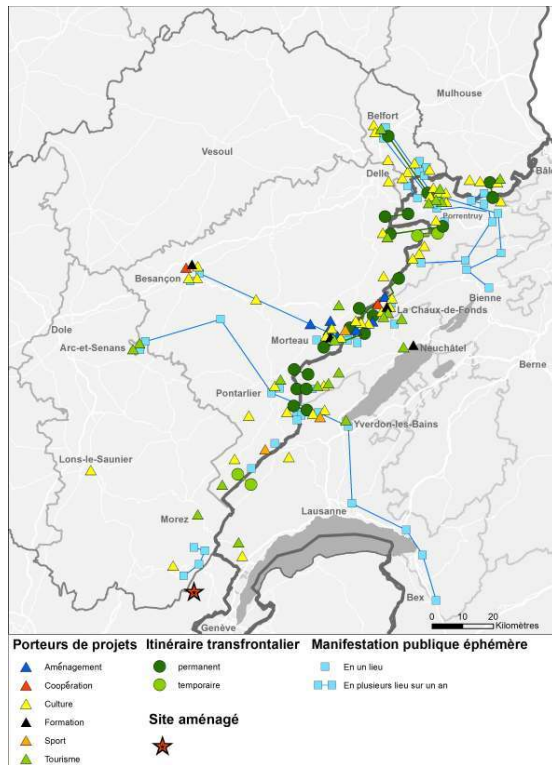 Mulhouse
Belfort
Vesoul
Bâle
Delle
Porrentruy
Besançon
Bienne
La Chaux-de-Fonds
Dole
Morteau
Arc-et-Senans
Neuchâtel
Berne
Pontarlier
Yverdon-les-Bains
Lons-le-Saunier
Lausanne
Morez
Bex
Genève
0 10 20
Kilomètres
Porteurs de projets
Aménagement
Coopération
Culture
Formation
Sport
Tourisme
Itinéraire transfrontalier
permanent
temporaire
Site aménagé
Manifestation publique éphémère
En un lieu
En plusieurs lieu sur un an